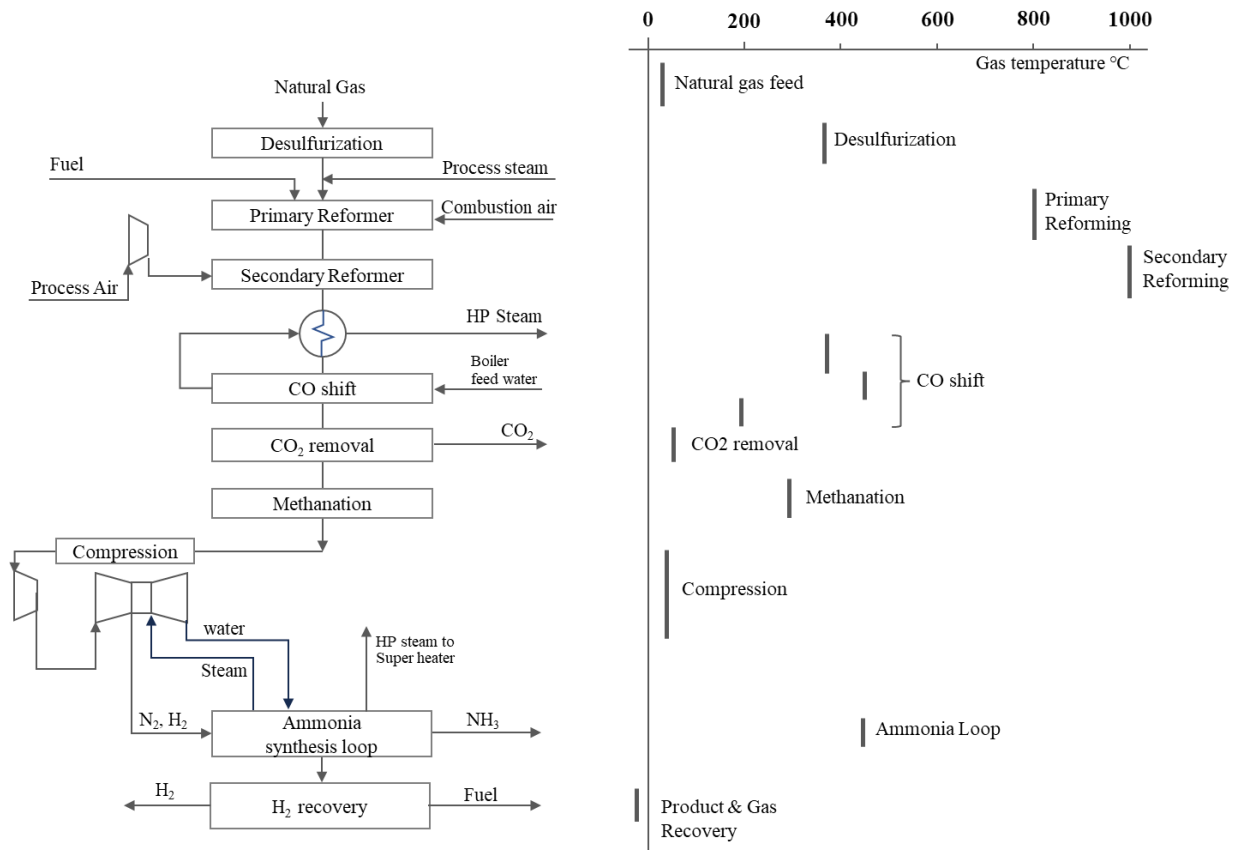 Natural Gas
Desulfurization
Fuel
Process steam
Primary Reformer
Combustion air
Process Air
Secondary Reformer
HP Steam
Boiler
feed water
CO shift
CO₂ removal
CO₂
Methanation
Compression
water
Steam
HP steam to
Super heater
N₂, H₂
Ammonia
synthesis loop
NH₃
H₂
H₂ recovery
Fuel
0 200 400 600 800 1000
Gas temperature °C
Natural gas feed
Desulfurization
Primary
Reforming
Secondary
Reforming
CO shift
CO2 removal
Methanation
Compression
Ammonia Loop
Product & Gas
Recovery